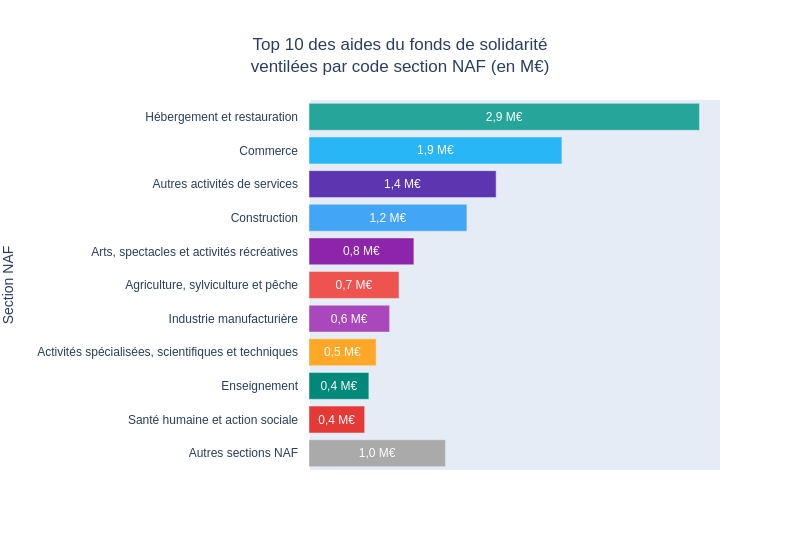 Top 10 des aides du fonds de solidarité
ventilées par code section NAF (en M€)
Section NAF
Hébergement et restauration 2,9 M€
Commerce 1,9 M€
Autres activités de services 1,4 M€
Construction 1,2 M€
Arts, spectacles et activités récréatives 0,8 M€
Agriculture, sylviculture et pêche 0,7 M€
Industrie manufacturière 0,6 M€
Activités spécialisées, scientifiques et techniques 0,5 M€
Enseignement 0,4 M€
Santé humaine et action sociale 0,4 M€
Autres sections NAF 1,0 M€